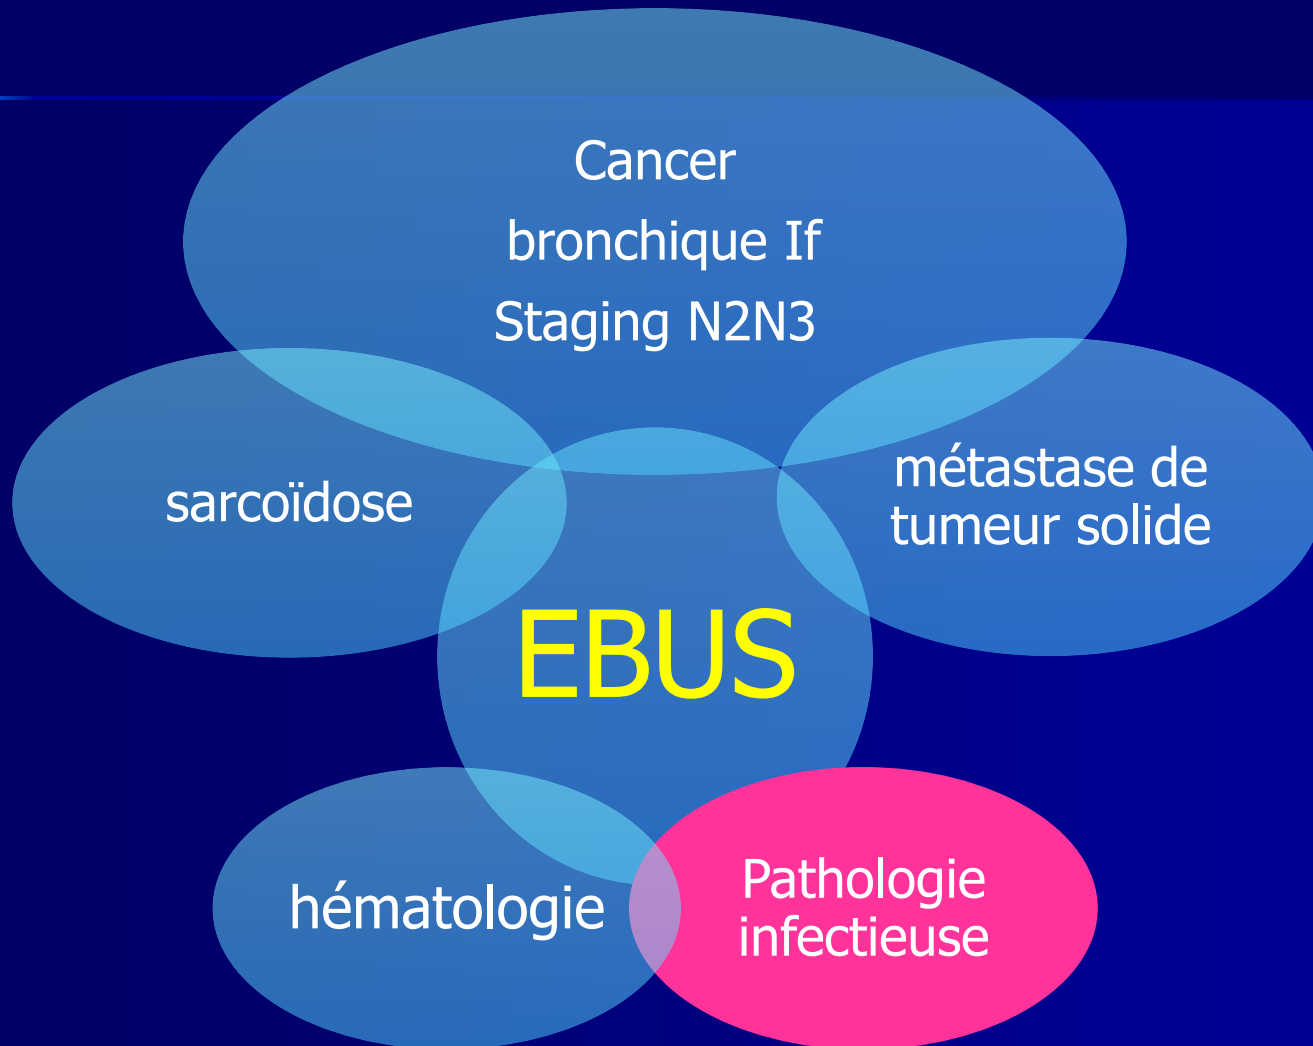 Cancer
bronchique If
Staging N2N3
sarcoïdose
métastase de
tumeur solide
EBUS
hématologie
Pathologie
infectieuse